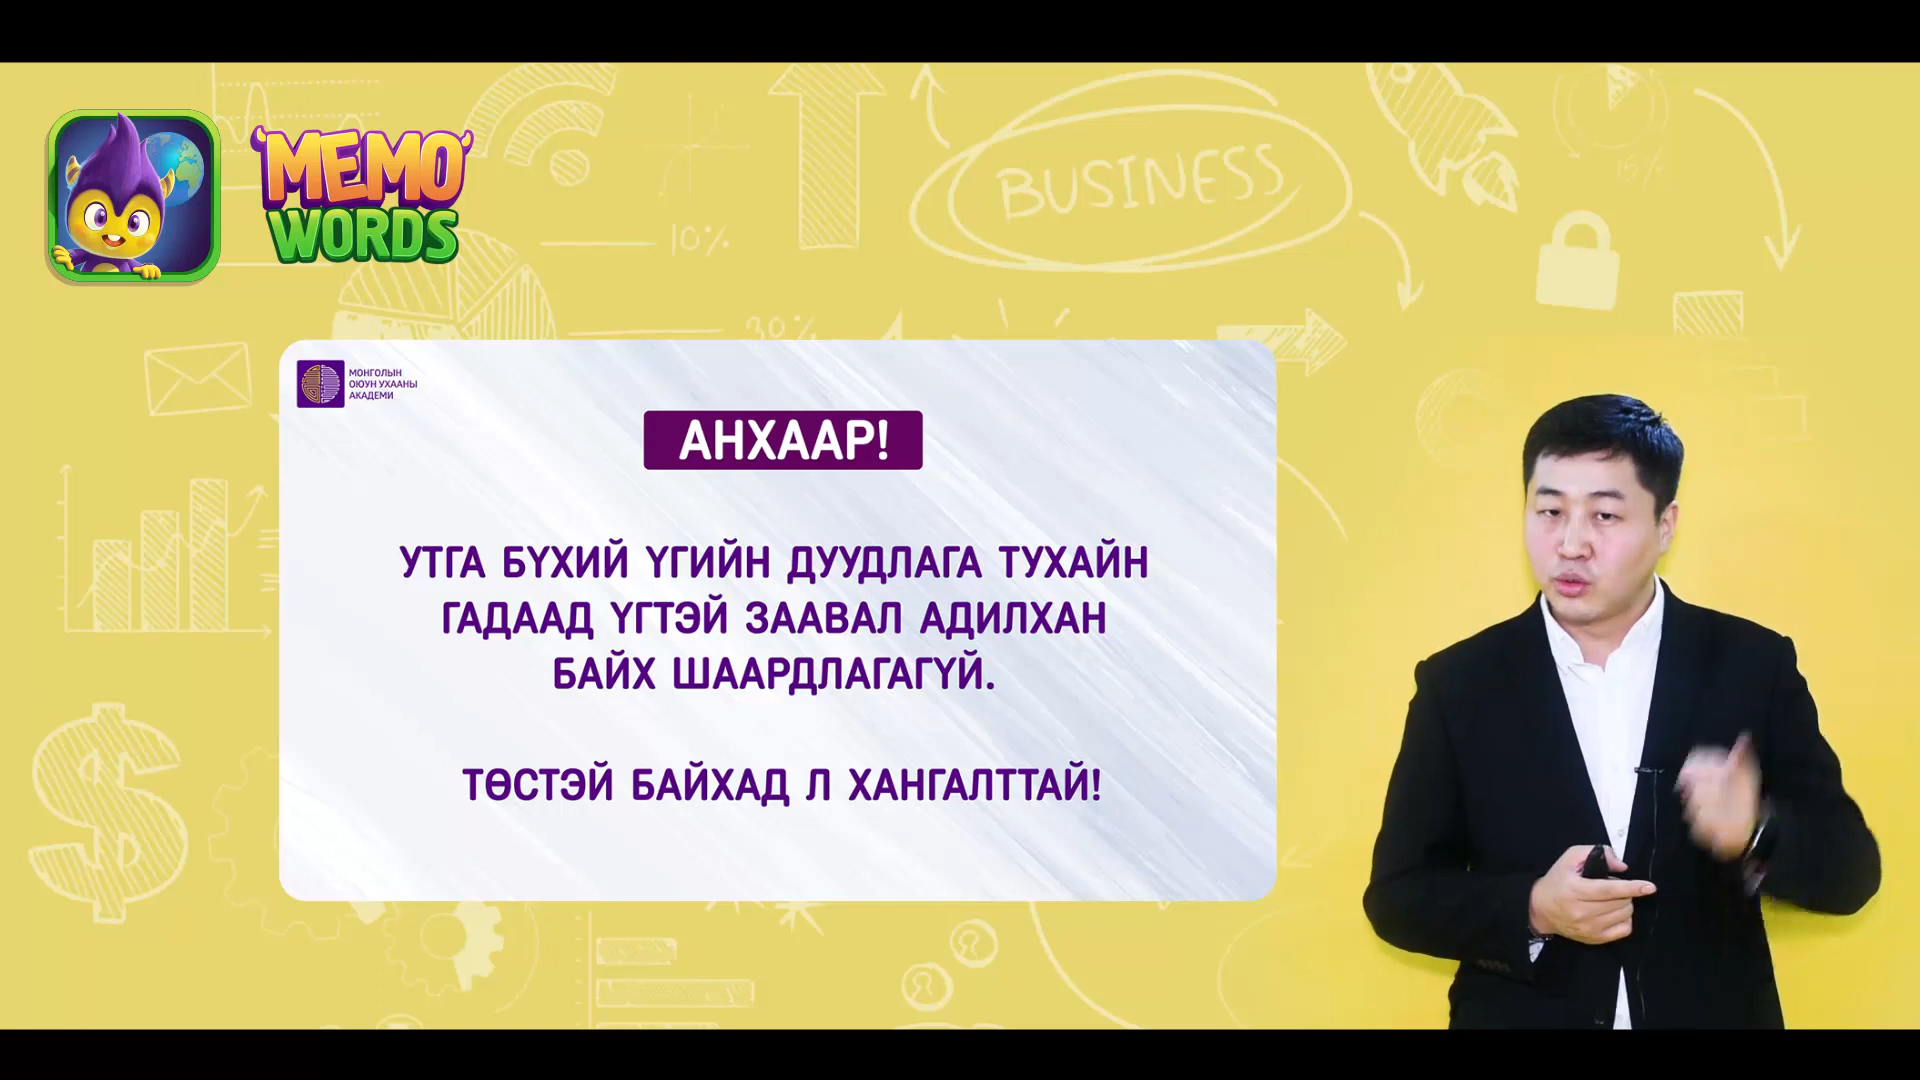 'MEMO'
WORDS
BUSINESS
10%
15%
30%
МОНГОЛЫН
ОЮУН УХААНЫ
АКАДЕМИ
АНХААР!
УТГА БҮХИЙ ҮГИЙН ДУУДЛАГА ТУХАЙН
ГАДААД ҮГТЭЙ ЗААВАЛ АДИЛХАН
БАЙХ ШААРДЛАГАГҮЙ.
ТӨСТЭЙ БАЙХАД Л ХАНГАЛТТАЙ!